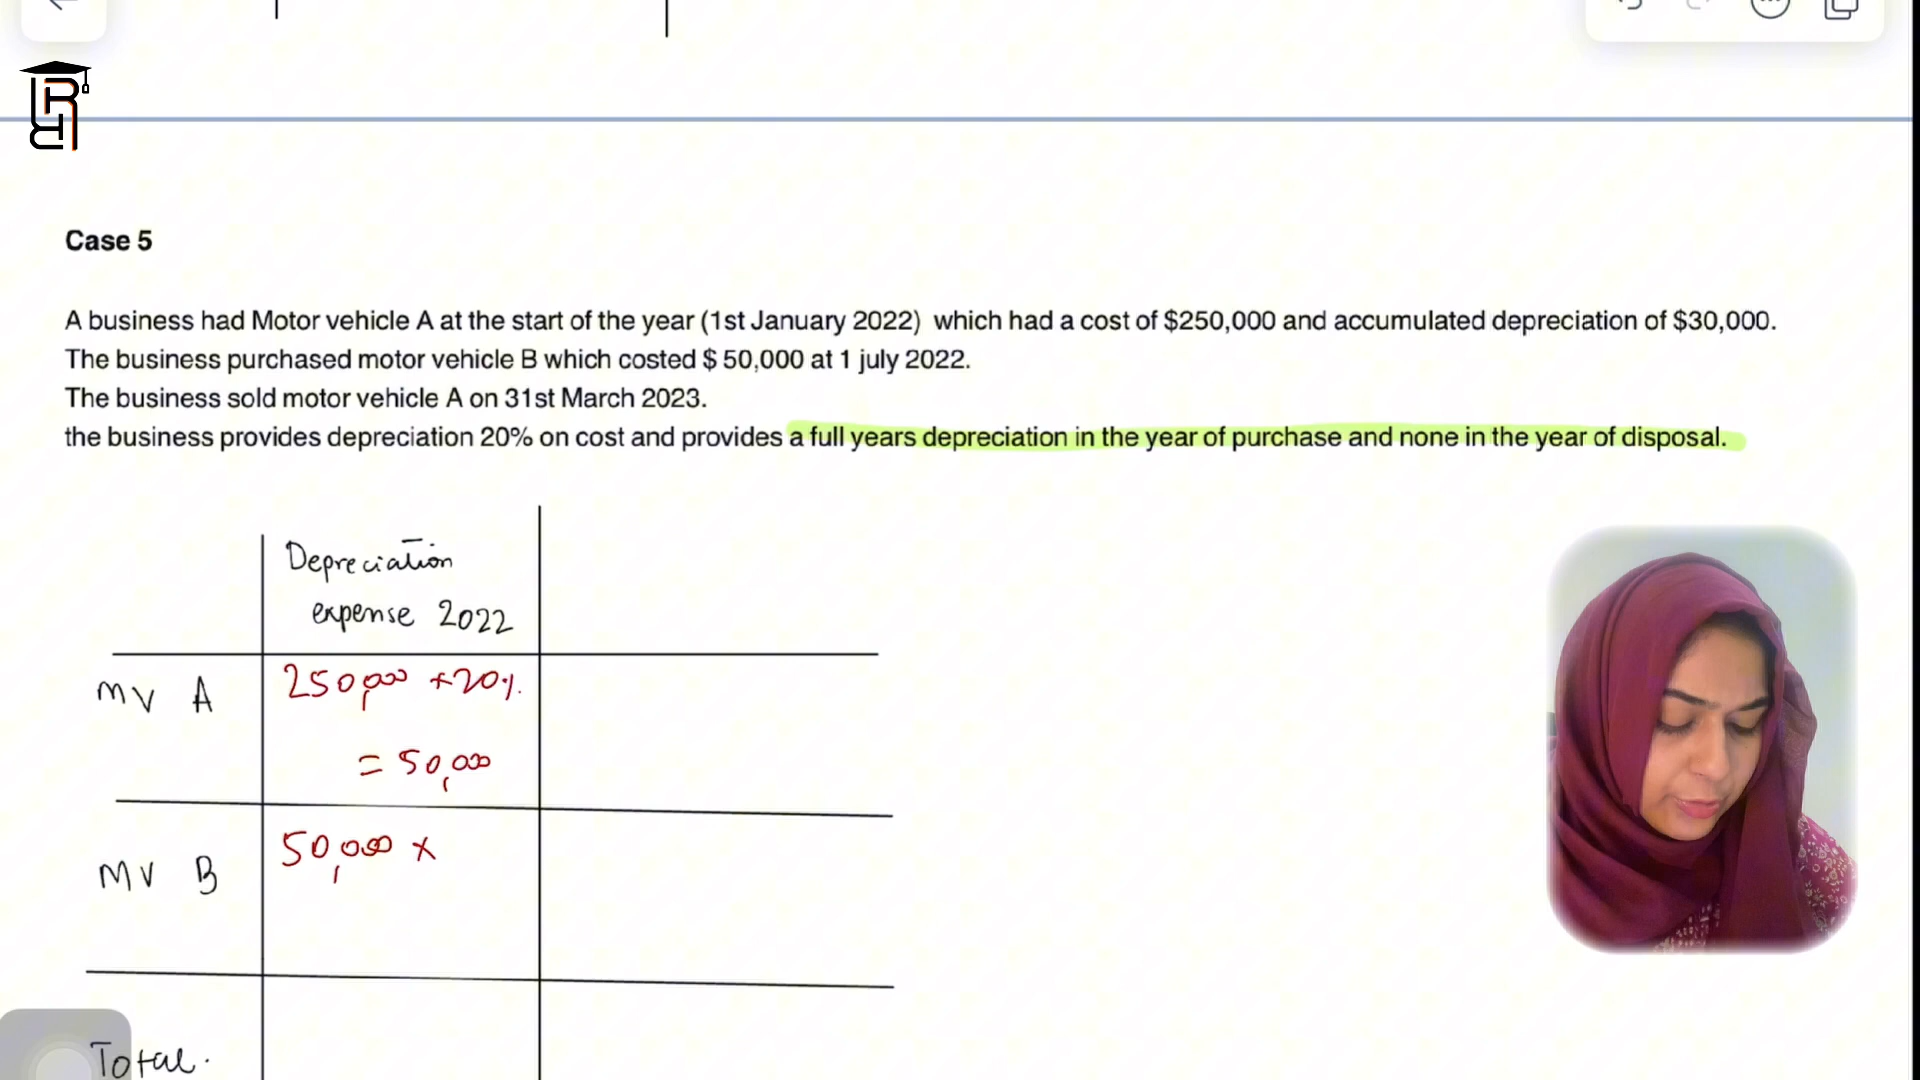 Case 5
A business had Motor vehicle A at the start of the year (1st January 2022) which had a cost of $250,000 and accumulated depreciation of $30,000.
The business purchased motor vehicle B which costed $ 50,000 at 1 july 2022.
The business sold motor vehicle A on 31st March 2023.
the business provides depreciation 20% on cost and provides a full years depreciation in the year of purchase and none in the year of disposal.
Depreciation
expense 2022
MV A
250,000 × 20%
= 50,000
MV B
50,000 ×
Total.